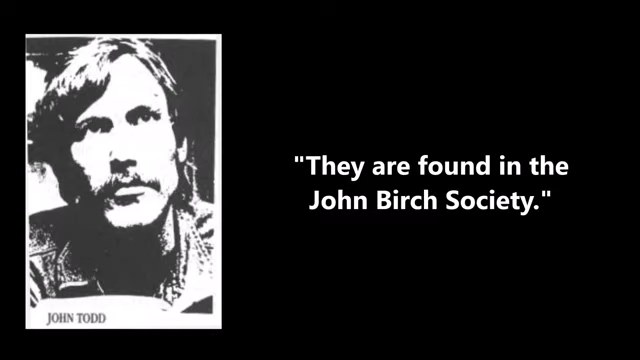 "They are found in the
John Birch Society."
JOHN TODD